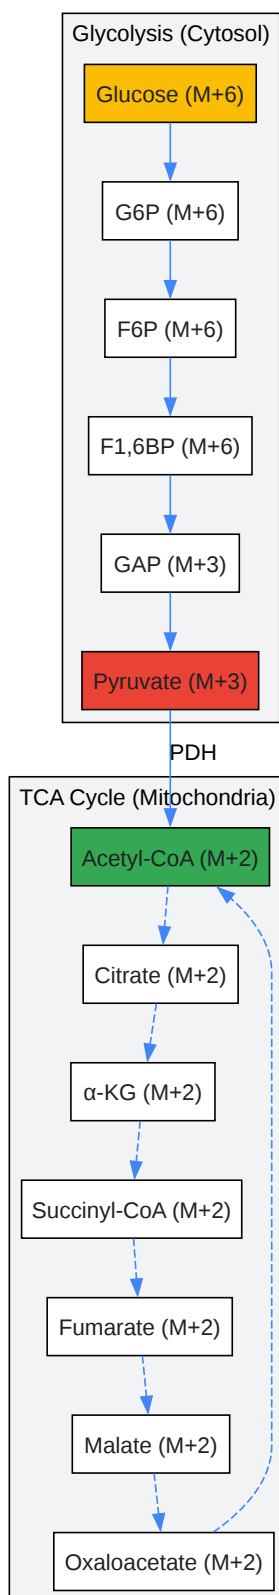 Glycolysis (Cytosol)
Glucose (M+6)
G6P (M+6)
F6P (M+6)
F1,6BP (M+6)
GAP (M+3)
Pyruvate (M+3)
PDH
TCA Cycle (Mitochondria)
Acetyl-CoA (M+2)
Citrate (M+2)
α-KG (M+2)
Succinyl-CoA (M+2)
Fumarate (M+2)
Malate (M+2)
Oxaloacetate (M+2)